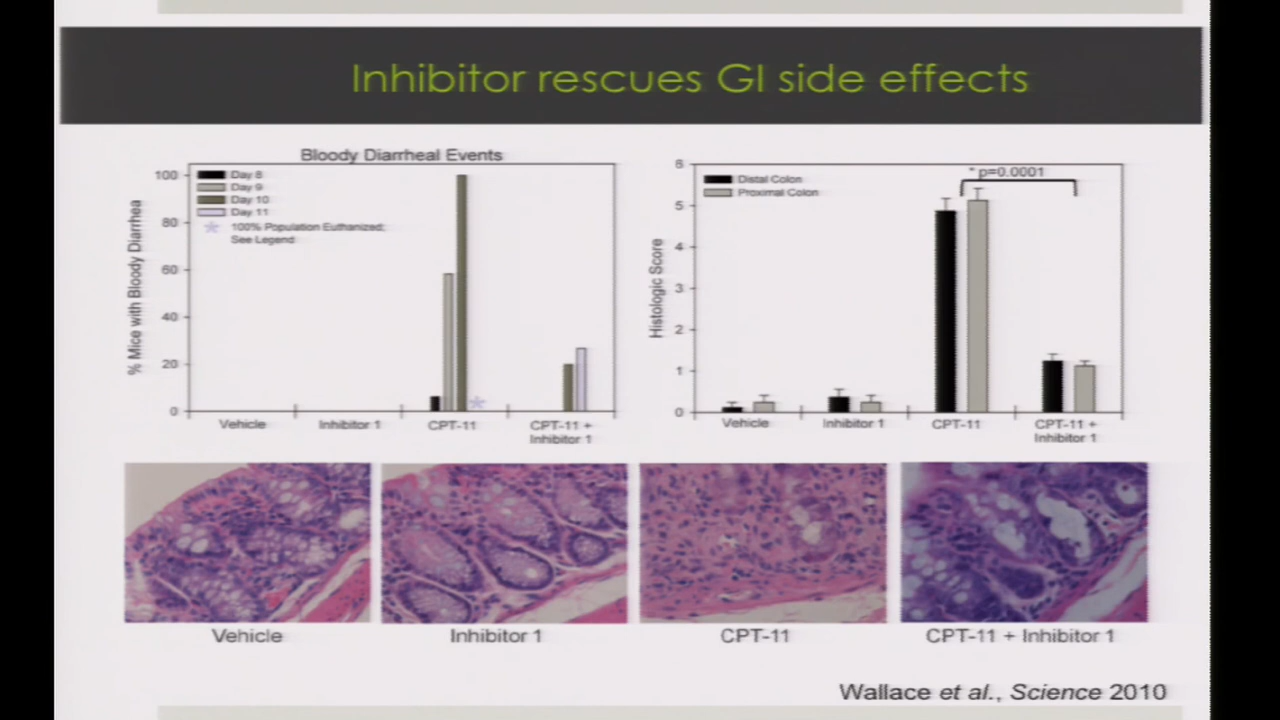 Inhibitor rescues GI side effects
Bloody Diarrheal Events
% Mice with Bloody Diarrhea
100
80
60
40
20
0
Day 8
Day 9
Day 10
Day 11
100% Population Euthanized;
See Legend
Vehicle
Inhibitor 1
CPT-11
CPT-11 +
Inhibitor 1
Histologic Score
6
5
4
3
2
1
0
Distal Colon
Proximal Colon
* p=0.0001
Vehicle
Inhibitor 1
CPT-11
CPT-11 +
Inhibitor 1
Vehicle
Inhibitor 1
CPT-11
CPT-11 + Inhibitor 1
Wallace et al., Science 2010